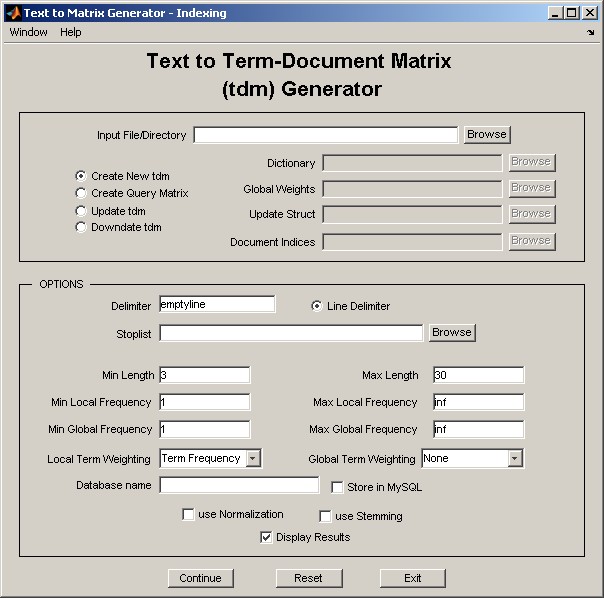 Text to Matrix Generator - Indexing
Window Help
Text to Term-Document Matrix
(tdm) Generator
Input File/Directory Browse
Dictionary Browse
Create New tdm
Global Weights Browse
Create Query Matrix
Update Struct Browse
Update tdm
Downdate tdm
Document Indices Browse
OPTIONS
Delimiter emptyline Line Delimiter
Stoplist Browse
Min Length 3 Max Length 30
Min Local Frequency 1 Max Local Frequency inf
Min Global Frequency 1 Max Global Frequency inf
Local Term Weighting Term Frequency Global Term Weighting None
Database name Store in MySQL
use Normalization use Stemming
Display Results
Continue Reset Exit